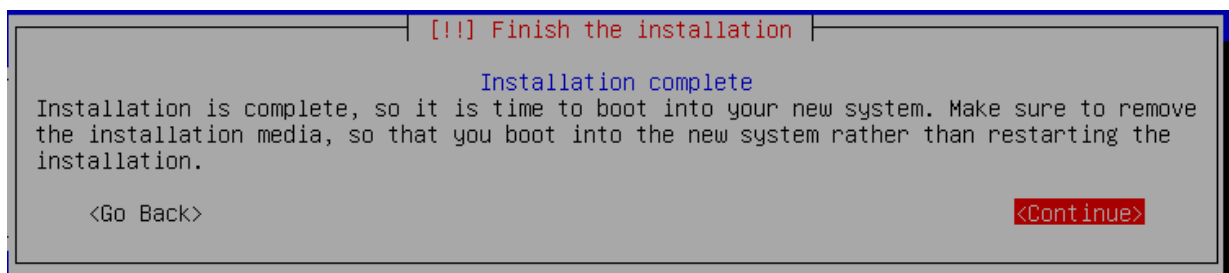 [!!] Finish the installation
Installation complete
Installation is complete, so it is time to boot into your new system. Make sure to remove
the installation media, so that you boot into the new system rather than restarting the
installation.
<Go Back> <Continue>